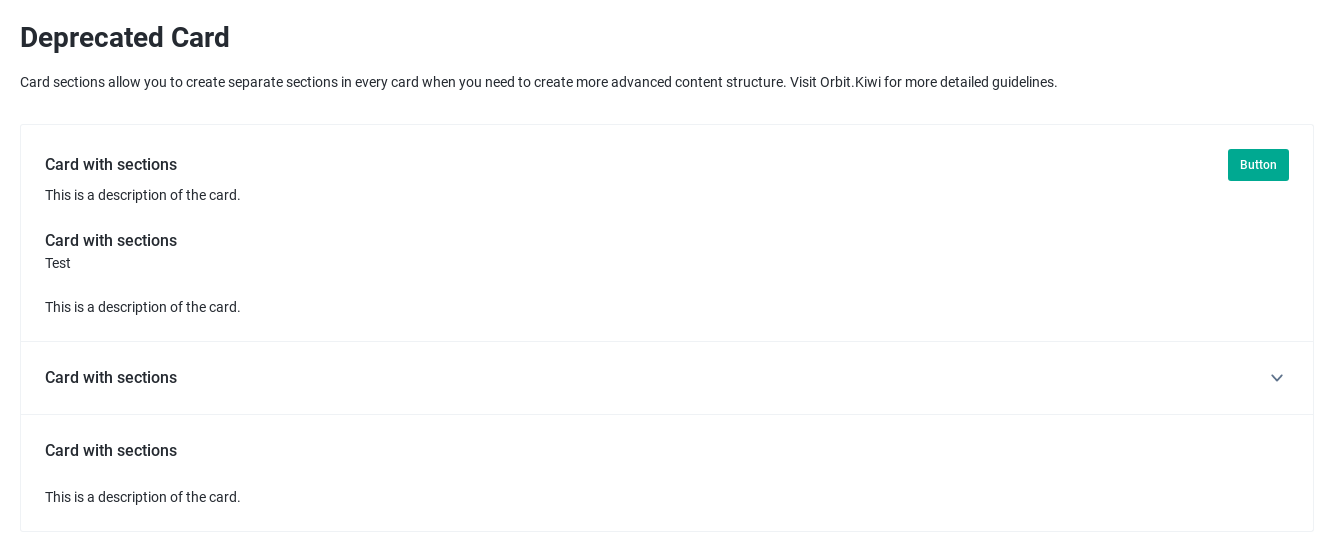 Deprecated Card
Card sections allow you to create separate sections in every card when you need to create more advanced content structure. Visit Orbit.Kiwi for more detailed guidelines.
Card with sections
Button
This is a description of the card.
Card with sections
Test
This is a description of the card.
Card with sections
Card with sections
This is a description of the card.